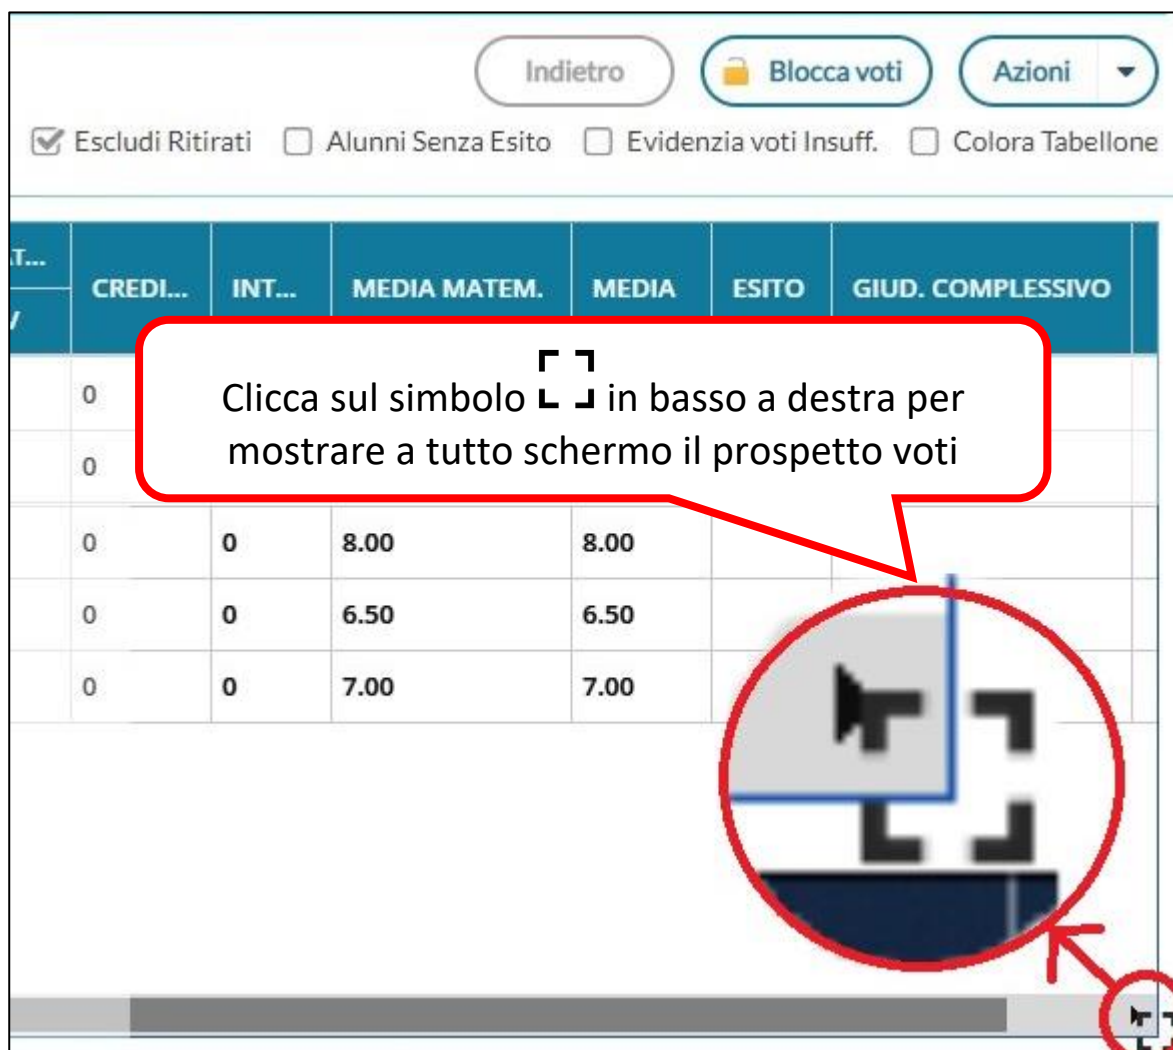 Indietro Blocca voti Azioni
Escludi Ritirati Alunni Senza Esito Evidenzia voti Insuff. Colora Tabellone
T...
CREDI... INT... MEDIA MATEM. MEDIA ESITO GIUD. COMPLESSIVO
Clicca sul simbolo in basso a destra per
mostrare a tutto schermo il prospetto voti
0
0
0 0 8.00 8.00
0 0 6.50 6.50
0 0 7.00 7.00